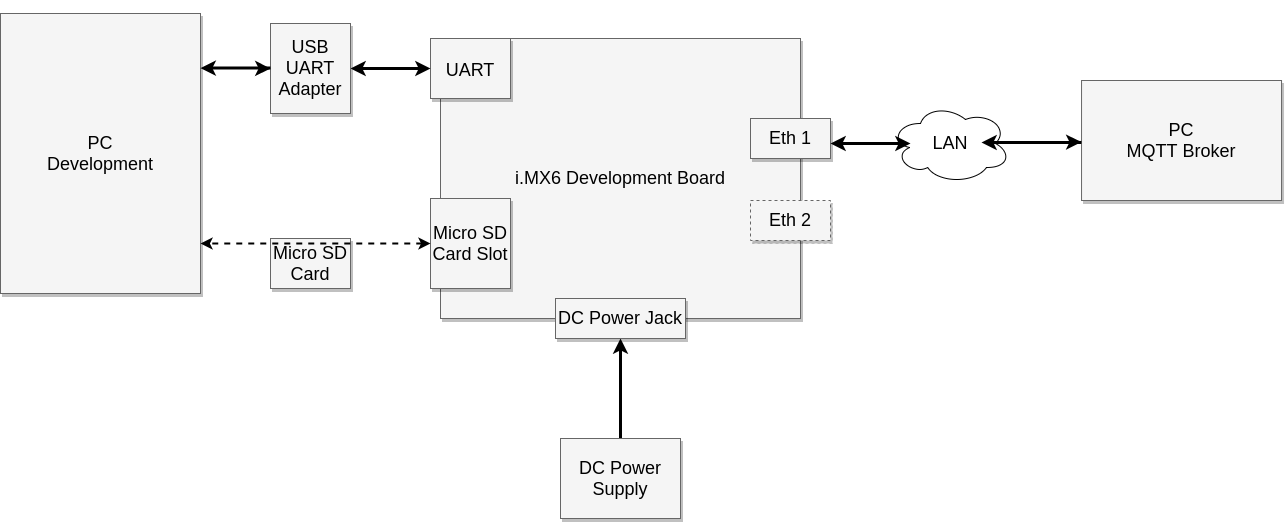 PC
Development
USB
UART
Adapter
UART
i.MX6 Development Board
Eth 1
Eth 2
LAN
PC
MQTT Broker
Micro SD
Card
Micro SD
Card Slot
DC Power Jack
DC Power
Supply